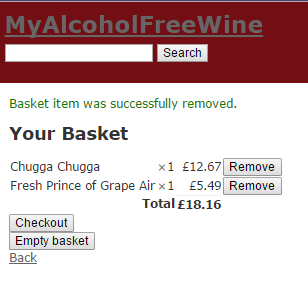 MyAlcoholFreeWine
Search
Basket item was successfully removed.
Your Basket
Chugga Chugga ×1 £12.67 Remove
Fresh Prince of Grape Air ×1 £5.49 Remove
Total £18.16
Checkout
Empty basket
Back